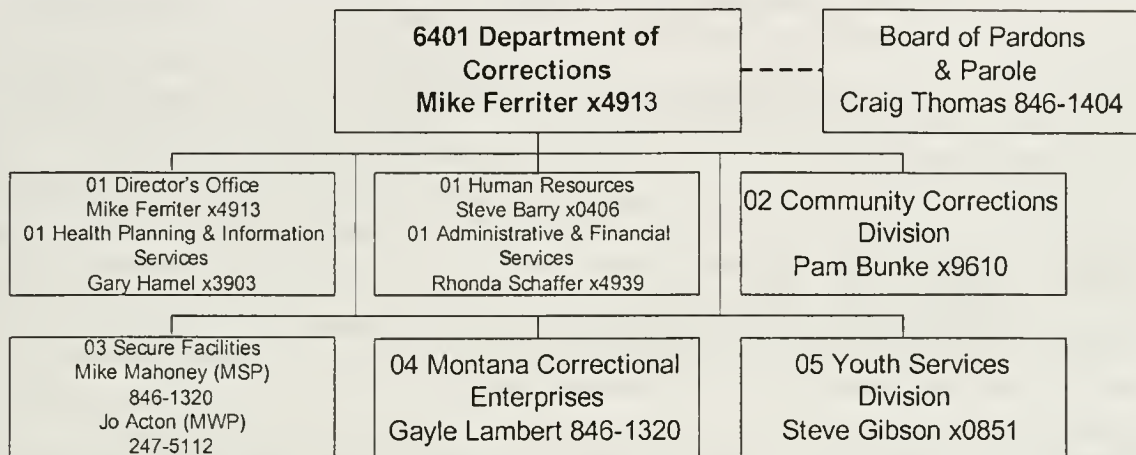 6401 Department of
Corrections
Mike Ferriter x4913
Board of Pardons
& Parole
Craig Thomas 846-1404
01 Director's Office
Mike Ferriter x4913
01 Health Planning & Information
Services
Gary Hamel x3903
01 Human Resources
Steve Barry x0406
01 Administrative & Financial
Services
Rhonda Schaffer x4939
02 Community Corrections
Division
Pam Bunke x9610
03 Secure Facilities
Mike Mahoney (MSP)
846-1320
Jo Acton (MWP)
247-5112
04 Montana Correctional
Enterprises
Gayle Lambert 846-1320
05 Youth Services
Division
Steve Gibson x0851